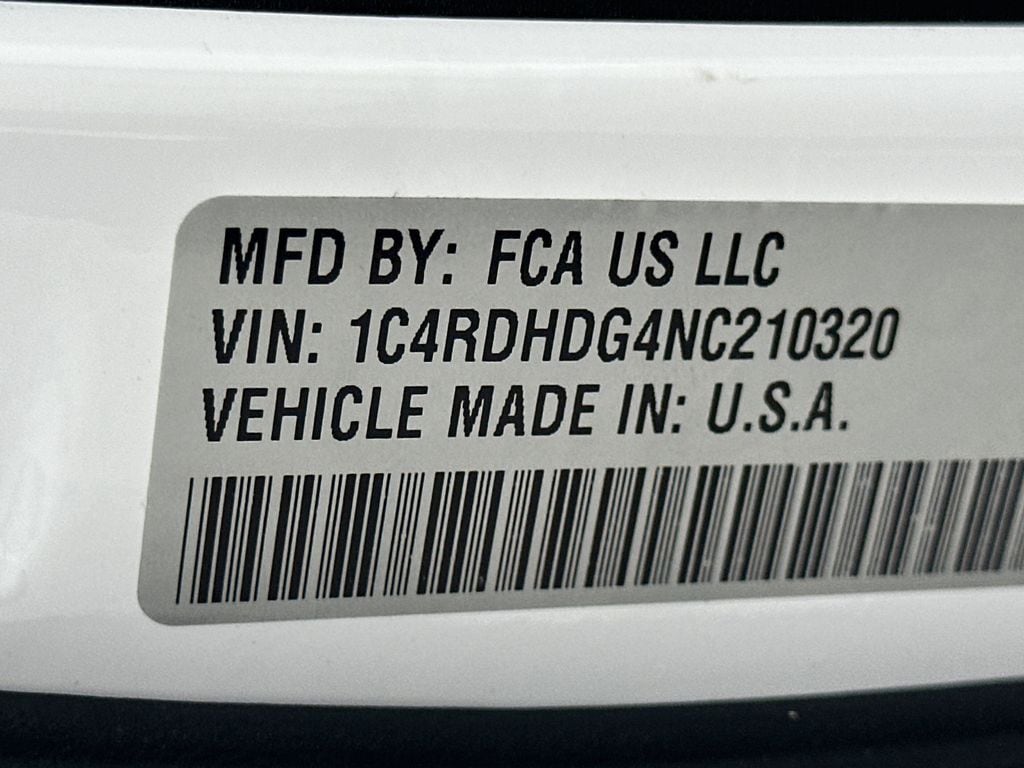 MFD BY: FCA US LLC
VIN: 1C4RDHDG4NC210320
VEHICLE MADE IN: U.S.A.